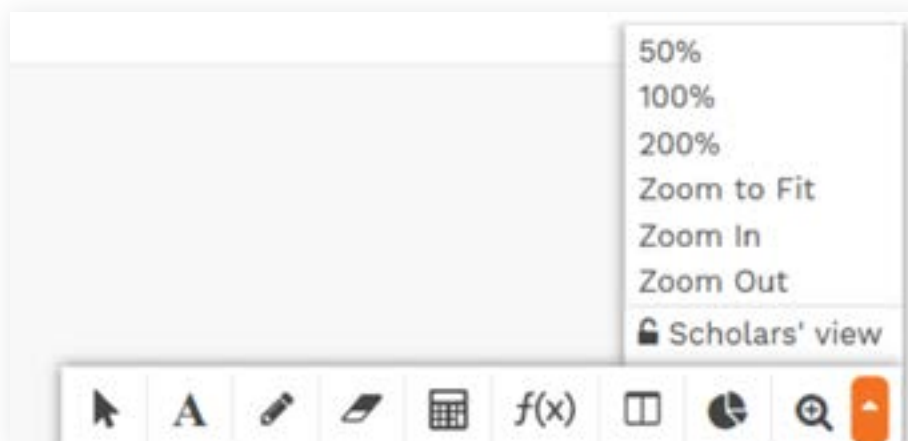 50%
100%
200%
Zoom to Fit
Zoom In
Zoom Out
Scholars' view
A f(x)